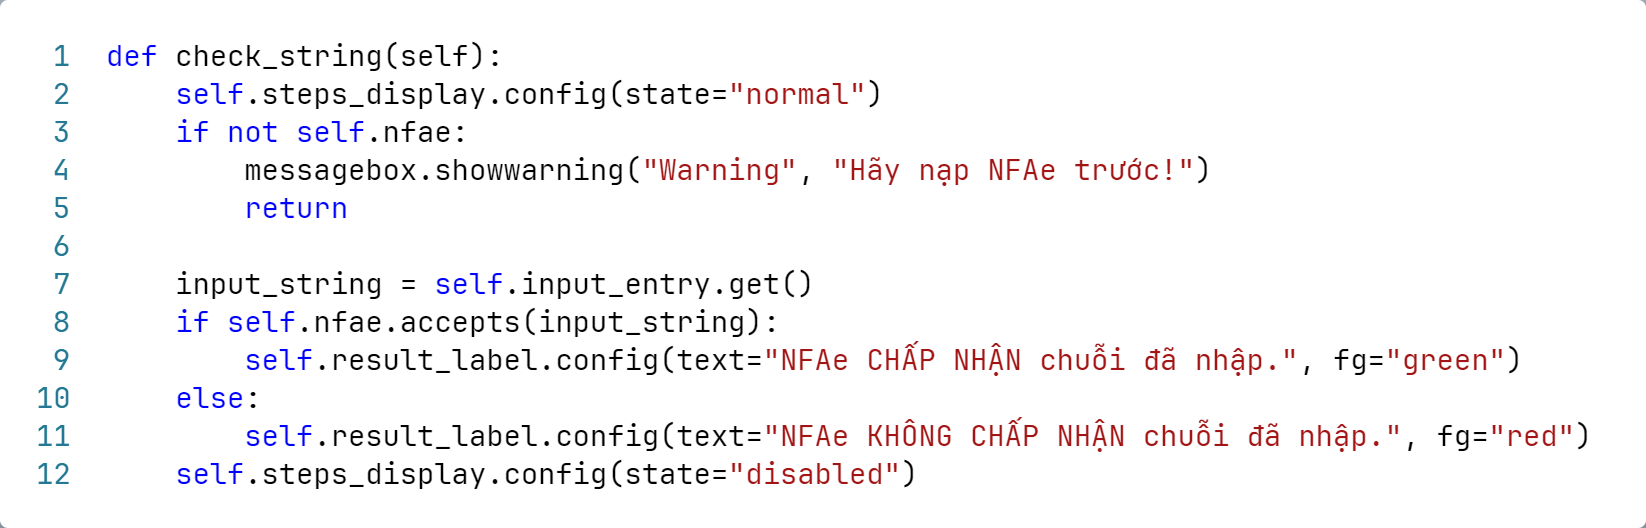 1 def check_string(self):
2     self.steps_display.config(state="normal")
3     if not self.nfae:
4         messagebox.showwarning("Warning", "Hãy nạp NFAe trước!")
5         return
6
7     input_string = self.input_entry.get()
8     if self.nfae.accepts(input_string):
9         self.result_label.config(text="NFAe CHẤP NHẬN chuỗi đã nhập.", fg="green")
10     else:
11         self.result_label.config(text="NFAe KHÔNG CHẤP NHẬN chuỗi đã nhập.", fg="red")
12     self.steps_display.config(state="disabled")